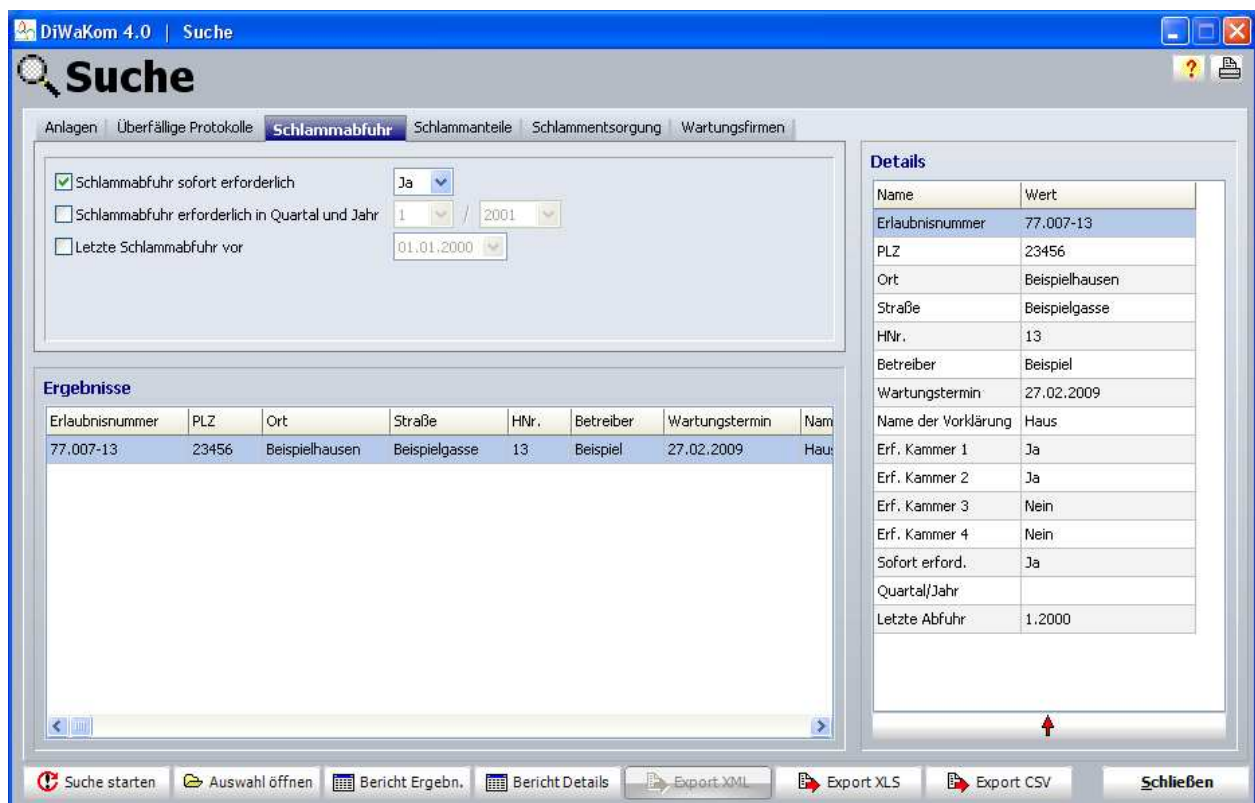 DiWaKom 4.0 | Suche
Suche
?
Anlagen Überfällige Protokolle Schlammabfuhr Schlammanteile Schlammentsorgung Wartungsfirmen
Schlammabfuhr sofort erforderlich Ja
Schlammabfuhr erforderlich in Quartal und Jahr 1 / 2001
Letzte Schlammabfuhr vor 01.01.2000
Ergebnisse
Erlaubnisnummer PLZ Ort Straße HNr. Betreiber Wartungstermin Nam
77.007-13 23456 Beispielhausen Beispielgasse 13 Beispiel 27.02.2009 Hau
Details
Name Wert
Erlaubnisnummer 77.007-13
PLZ 23456
Ort Beispielhausen
Straße Beispielgasse
HNr. 13
Betreiber Beispiel
Wartungstermin 27.02.2009
Name der Vorklärung Haus
Erf. Kammer 1 Ja
Erf. Kammer 2 Ja
Erf. Kammer 3 Nein
Erf. Kammer 4 Nein
Sofort erford. Ja
Quartal/Jahr
Letzte Abfuhr 1.2000
Suche starten Auswahl öffnen Bericht Ergebn. Bericht Details Export XML Export XLS Export CSV Schließen